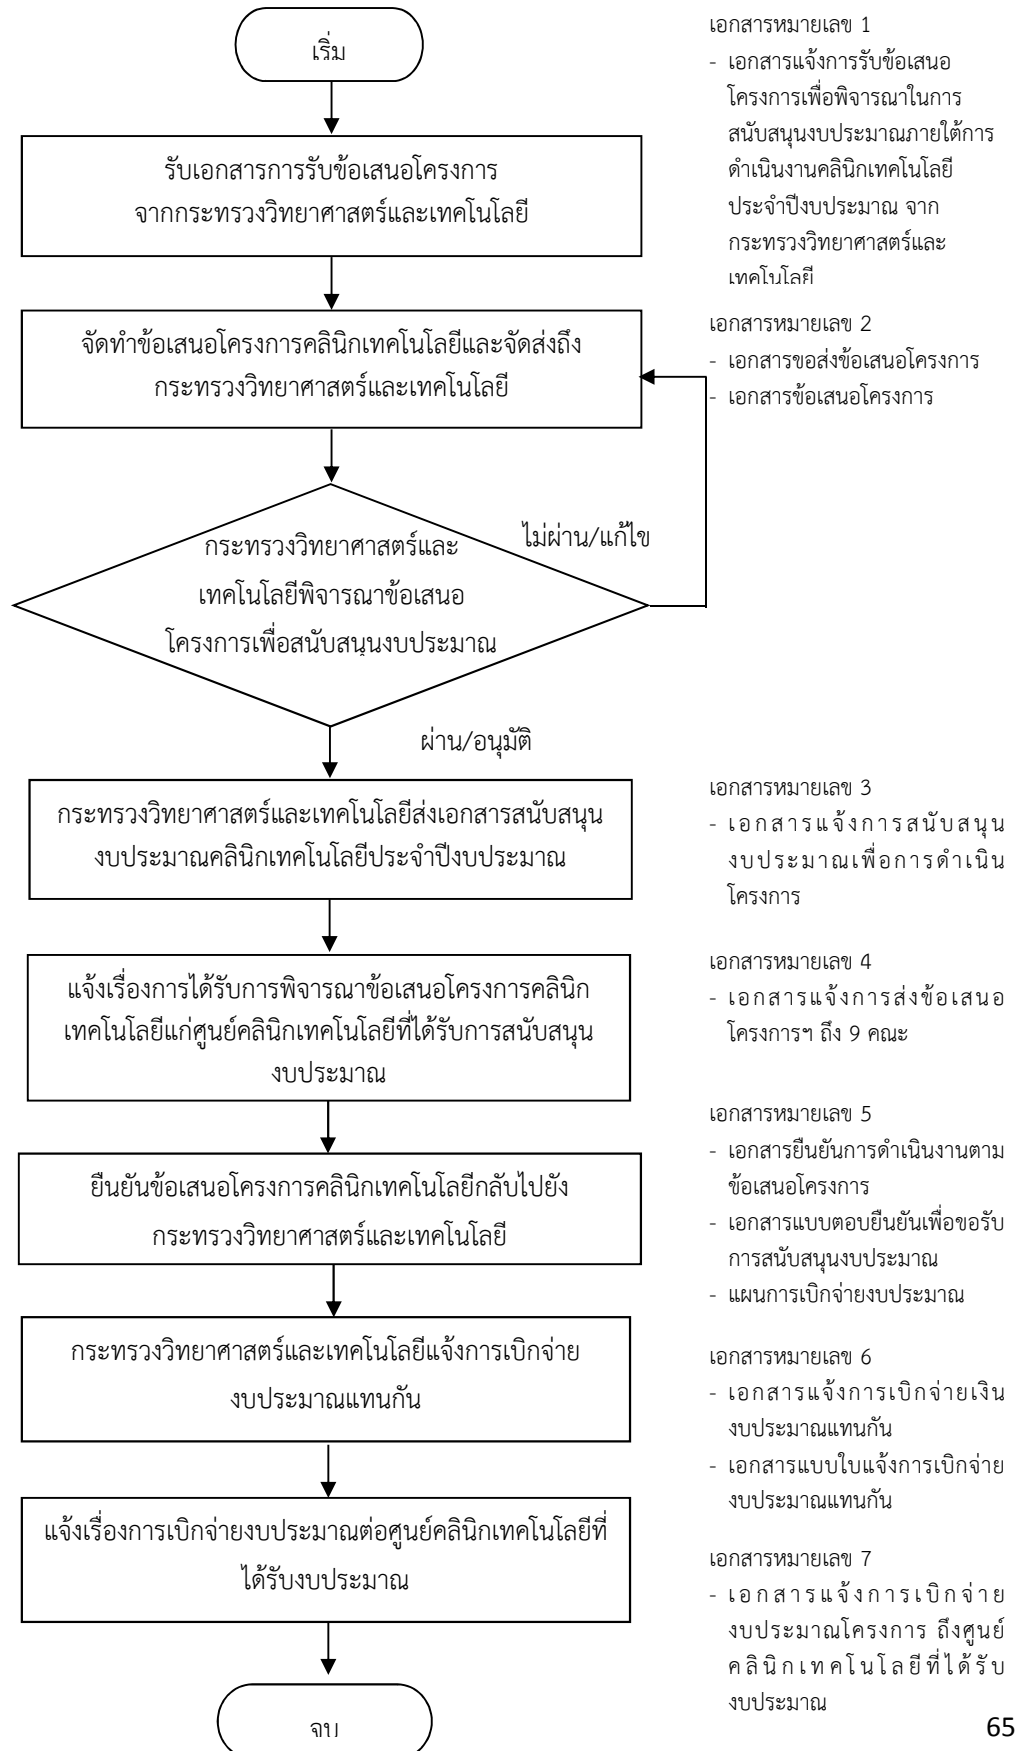 เริ่ม
รับเอกสารการรับข้อเสนอโครงการ
จากกระทรวงวิทยาศาสตร์และเทคโนโลยี
จัดทำข้อเสนอโครงการคลินิกเทคโนโลยีและจัดส่งถึง
กระทรวงวิทยาศาสตร์และเทคโนโลยี
ไม่ผ่าน/แก้ไข
กระทรวงวิทยาศาสตร์และ
เทคโนโลยีพิจารณาข้อเสนอ
โครงการเพื่อสนับสนุนงบประมาณ
ผ่าน/อนุมัติ
กระทรวงวิทยาศาสตร์และเทคโนโลยีส่งเอกสารสนับสนุน
งบประมาณคลินิกเทคโนโลยีประจำปีงบประมาณ
แจ้งเรื่องการได้รับการพิจารณาข้อเสนอโครงการคลินิก
เทคโนโลยีแก่ศูนย์คลินิกเทคโนโลยีที่ได้รับการสนับสนุน
งบประมาณ
ยืนยันข้อเสนอโครงการคลินิกเทคโนโลยีกลับไปยัง
กระทรวงวิทยาศาสตร์และเทคโนโลยี
กระทรวงวิทยาศาสตร์และเทคโนโลยีแจ้งการเบิกจ่าย
งบประมาณแทนกัน
แจ้งเรื่องการเบิกจ่ายงบประมาณต่อศูนย์คลินิกเทคโนโลยีที่
ได้รับงบประมาณ
จบ
เอกสารหมายเลข 1
- เอกสารแจ้งการรับข้อเสนอ
โครงการเพื่อพิจารณาในการ
สนับสนุนงบประมาณภายใต้การ
ดำเนินงานคลินิกเทคโนโลยี
ประจำปีงบประมาณ จาก
กระทรวงวิทยาศาสตร์และ
เทคโนโลยี
เอกสารหมายเลข 2
- เอกสารขอส่งข้อเสนอโครงการ
- เอกสารข้อเสนอโครงการ
เอกสารหมายเลข 3
- เอกสารแจ้งการสนับสนุน
งบประมาณเพื่อการดำเนิน
โครงการ
เอกสารหมายเลข 4
- เอกสารแจ้งการส่งข้อเสนอ
โครงการฯ ถึง 9 คณะ
เอกสารหมายเลข 5
- เอกสารยืนยันการดำเนินงานตาม
ข้อเสนอโครงการ
- เอกสารแบบตอบยืนยันเพื่อขอรับ
การสนับสนุนงบประมาณ
- แผนการเบิกจ่ายงบประมาณ
เอกสารหมายเลข 6
- เอกสารแจ้งการเบิกจ่ายเงิน
งบประมาณแทนกัน
- เอกสารแบบใบแจ้งการเบิกจ่าย
งบประมาณแทนกัน
เอกสารหมายเลข 7
- เอกสารแจ้งการเบิกจ่าย
งบประมาณโครงการ ถึงศูนย์
คลินิกเทคโนโลยีที่ได้รับ
งบประมาณ
65